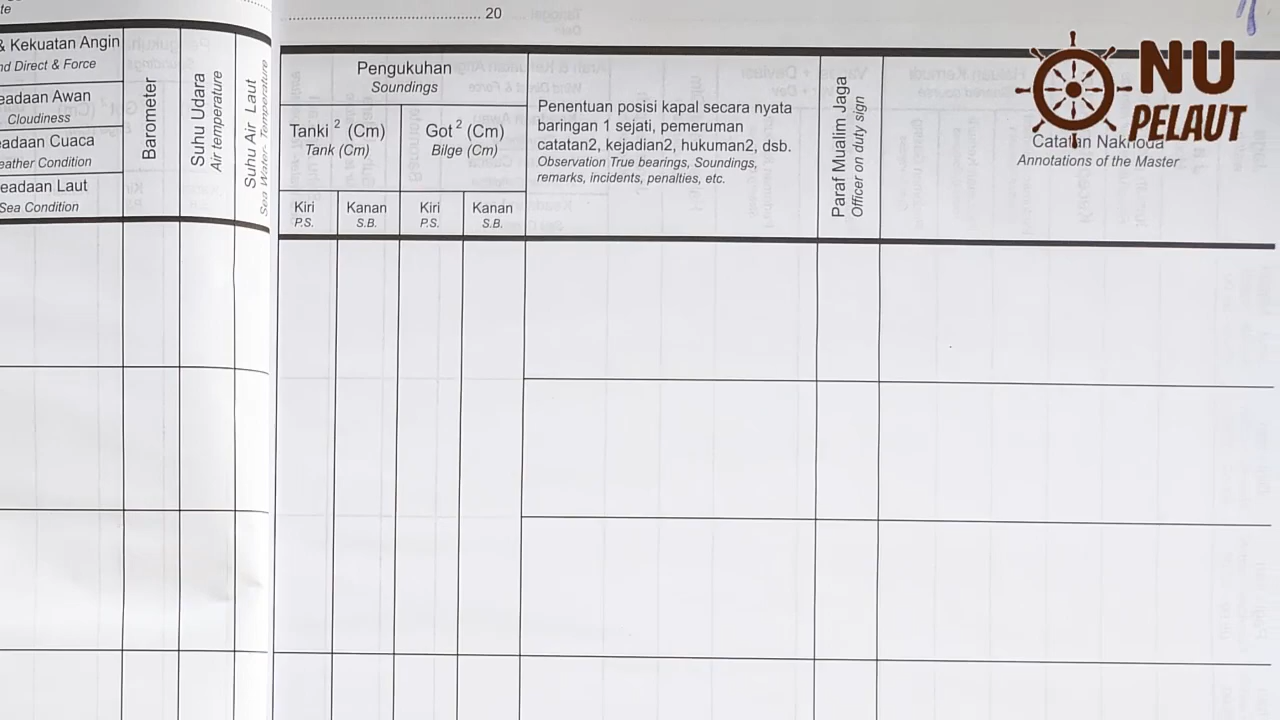 te
20
& Kekuatan Angin
nd Direct & Force
eadaan Awan
Cloudiness
eadaan Cuaca
eather Condition
eadaan Laut
Sea Condition
Barometer
Suhu Udara
Air temperature
Suhu Air Laut
Sea Water- Temperature
Pengukuhan
Soundings
Tanki 2 (Cm)
Tank (Cm)
Got 2 (Cm)
Bilge (Cm)
Kiri
P.S.
Kanan
S.B.
Kiri
P.S.
Kanan
S.B.
Penentuan posisi kapal secara nyata
baringan 1 sejati, pemeruman
catatan2, kejadian2, hukuman2, dsb.
Observation True bearings, Soundings,
remarks, incidents, penalties, etc.
Paraf Mualim Jaga
Officer on duty sign
Catatan Nakhoda
Annotations of the Master
NU
PELAUT